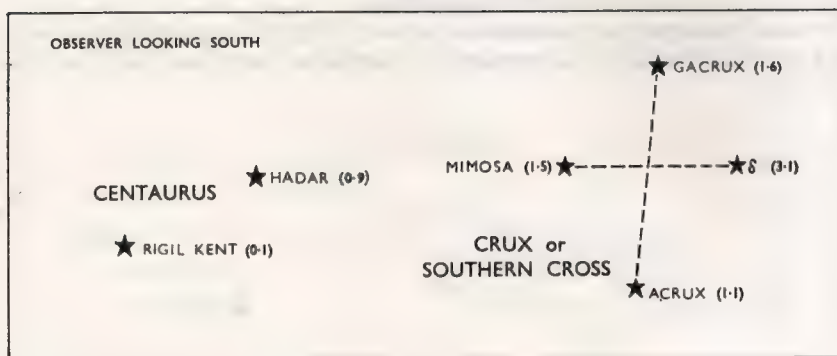 OBSERVER LOOKING SOUTH
GACRUX (1·6)
MIMOSA (1·5)
δ (3·1)
HADAR (0·9)
CENTAURUS
RIGIL KENT (0·1)
CRUX or
SOUTHERN CROSS
ACRUX (1·1)